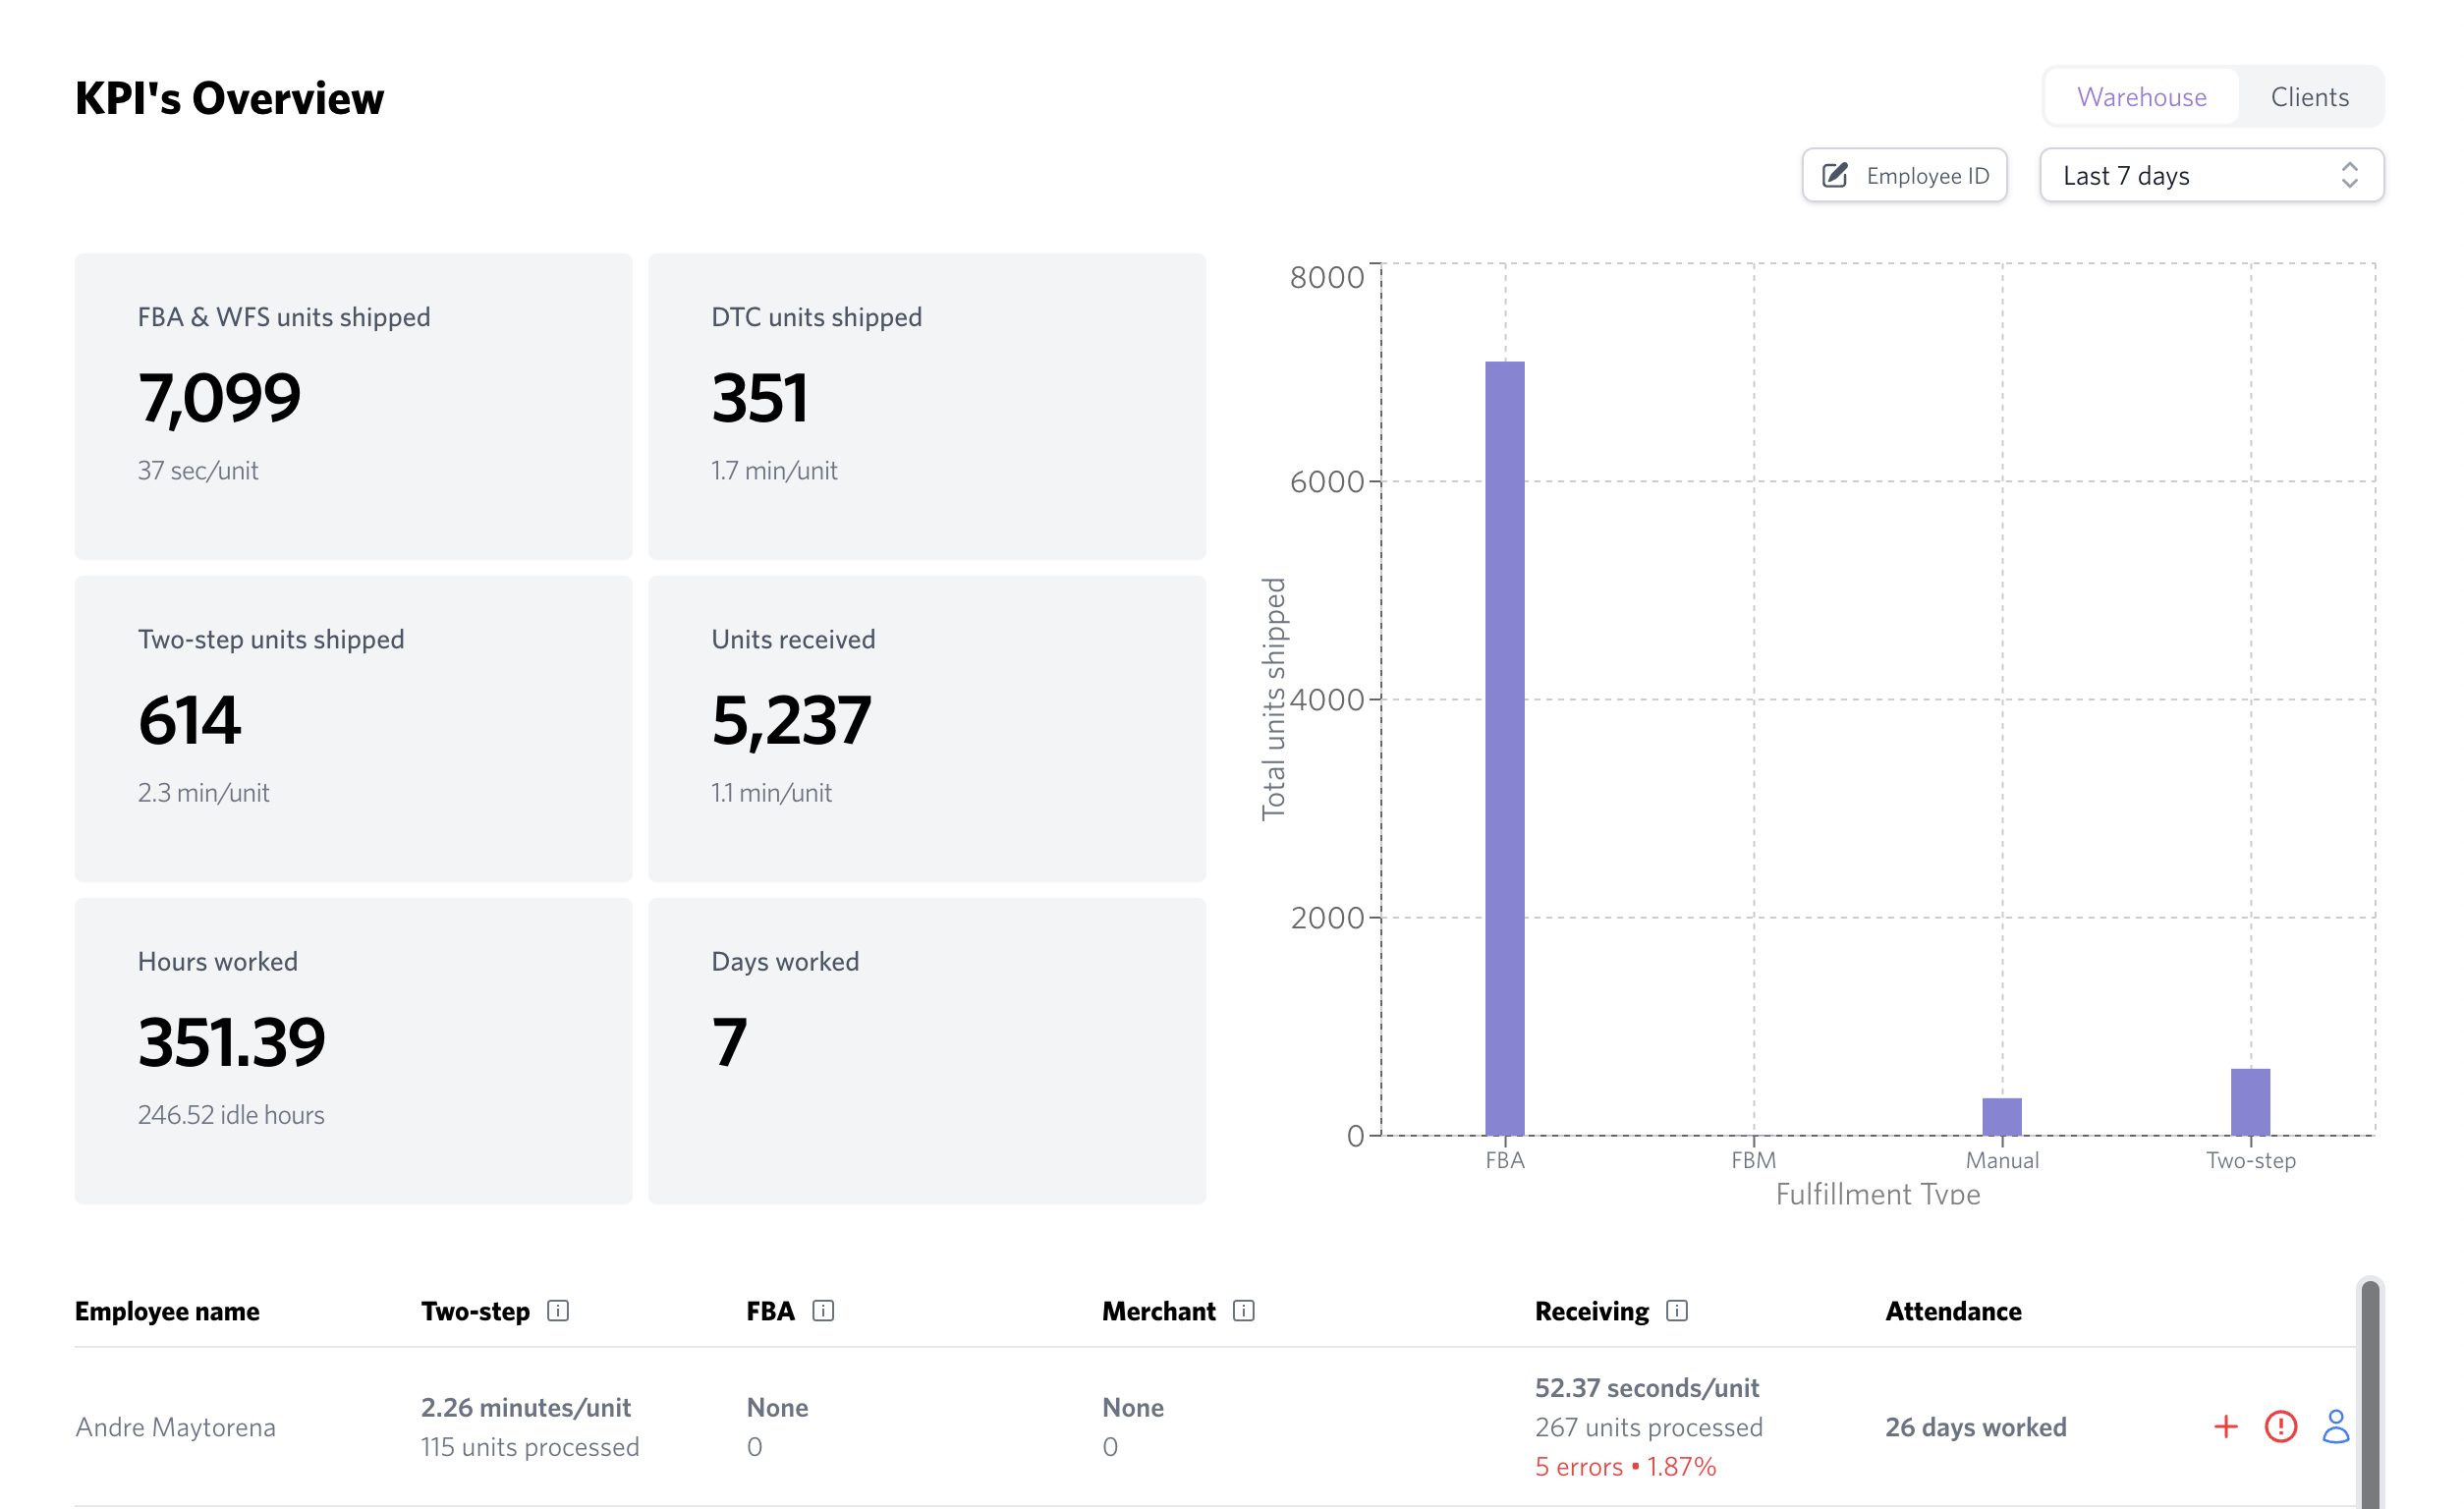 KPI's Overview
Warehouse
Clients
Employee ID
Last 7 days
FBA & WFS units shipped
7,099
37 sec/unit
DTC units shipped
351
1.7 min/unit
Two-step units shipped
614
2.3 min/unit
Units received
5,237
1.1 min/unit
Hours worked
351.39
246.52 idle hours
Days worked
7
Total units shipped
8000
6000
4000
2000
0
FBA
FBM
Manual
Two-step
Fulfillment Type
Employee name
Two-step
FBA
Merchant
Receiving
Attendance
Andre Maytorena
2.26 minutes/unit
115 units processed
None
0
None
0
52.37 seconds/unit
267 units processed
5 errors • 1.87%
26 days worked